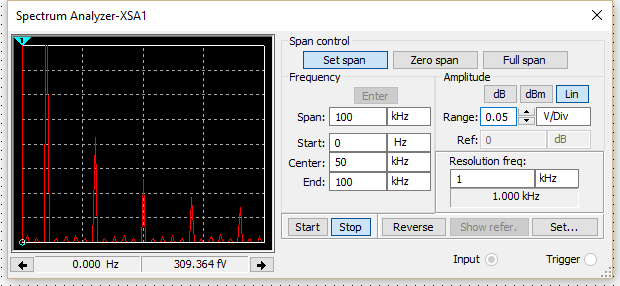 Spectrum Analyzer-XSA1
1
Span control
Set span Zero span Full span
Frequency
Enter
Span: 100 kHz
Start: 0 Hz
Center: 50 kHz
End: 100 kHz
Amplitude
dB dBm Lin
Range: 0.05 V/Div
Ref: 0 dB
Resolution freq:
1 kHz
1.000 kHz
Start Stop Reverse Show refer. Set...
0.000 Hz 309.364 fV
Input Trigger